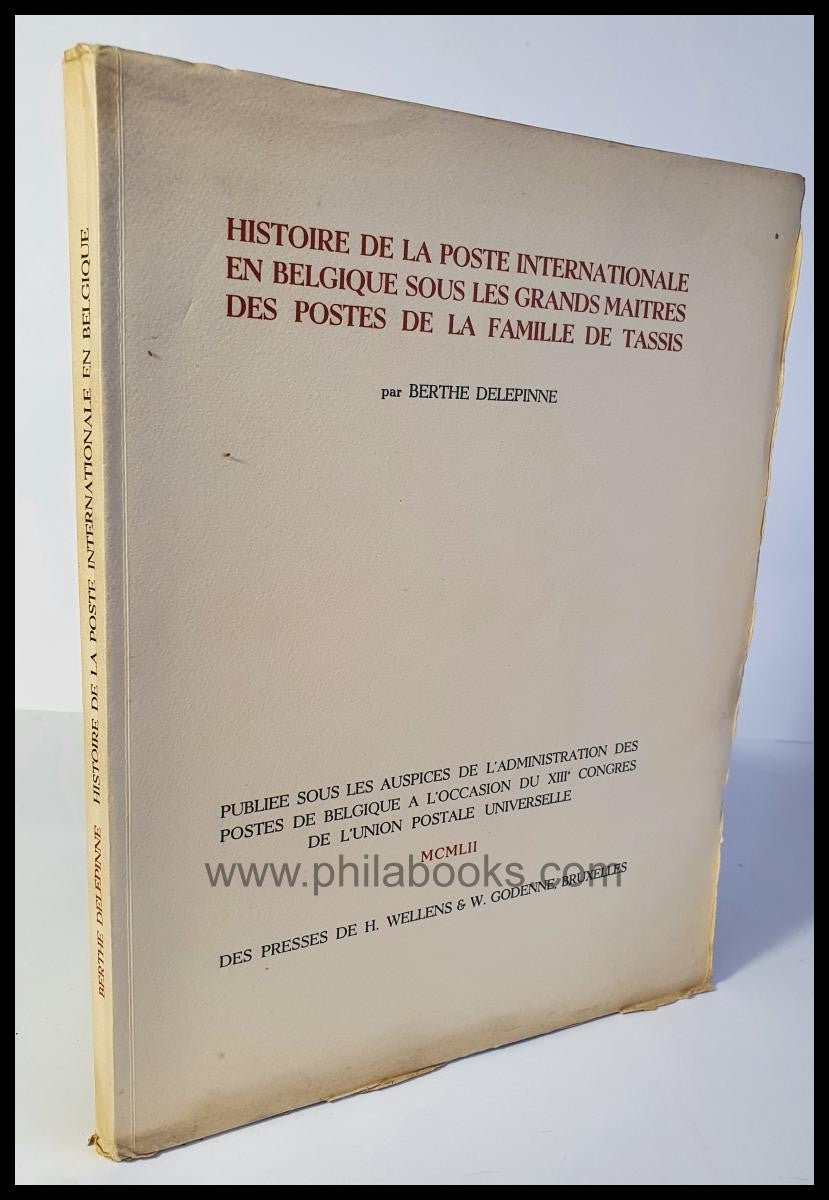 HISTOIRE DE LA POSTE INTERNATIONALE
EN BELGIQUE SOUS LES GRANDS MAITRES
DES POSTES DE LA FAMILLE DE TASSIS
par BERTHE DELEPINNE
PUBLIEE SOUS LES AUSPICES DE L'ADMINISTRATION DES
POSTES DE BELGIQUE A L'OCCASION DU XIIIe CONGRES
DE L'UNION POSTALE UNIVERSELLE
MCMLII
www.philabooks.com
DES PRESSES DE H. WELLENS & W. GODENNE, BRUXELLES
BERTHE DELEPINNE HISTOIRE DE LA POSTE INTERNATIONALE EN BELGIQUE